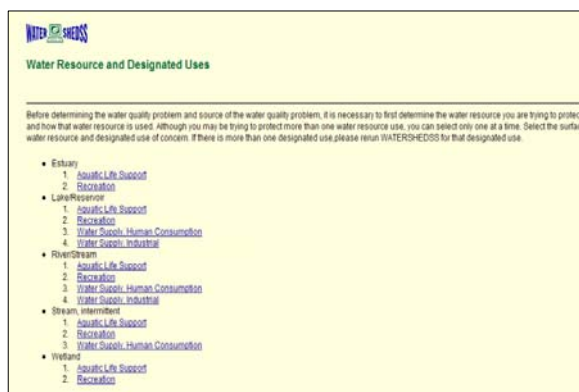 WATER SHEDSS
Water Resource and Designated Uses
Before determining the water quality problem and source of the water quality problem, it is necessary to first determine the water resource you are trying to protec
and how that water resource is used. Although you may be trying to protect more than one water resource use, you can select only one at a time. Select the surfa
water resource and designated use of concern. If there is more than one designated use,please rerun WATERSHEDSS for that designated use.
• Estuary
1. Aquatic Life Support
2. Recreation
• Lake/Reservoir
1. Aquatic Life Support
2. Recreation
3. Water Supply, Human Consumption
4. Water Supply, Industrial
• River/Stream
1. Aquatic Life Support
2. Recreation
3. Water Supply, Human Consumption
4. Water Supply, Industrial
• Stream, intermittent
1. Aquatic Life Support
2. Recreation
3. Water Supply, Human Consumption
• Wetland
1. Aquatic Life Support
2. Recreation